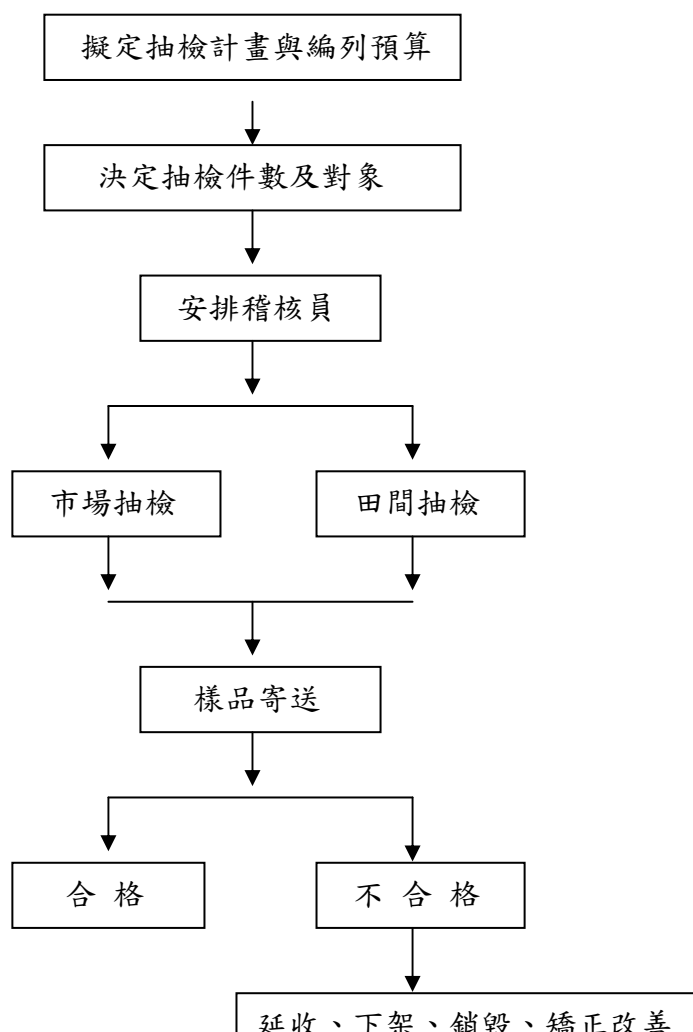 擬定抽檢計畫與編列預算
決定抽檢件數及對象
安排稽核員
市場抽檢
田間抽檢
樣品寄送
合 格
不 合 格
延收、下架、銷毀、矯正改善